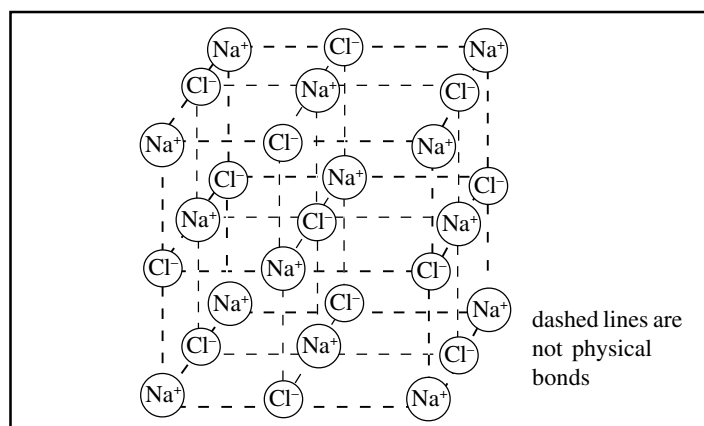 Na⁺ Cl⁻ Na⁺
Cl⁻ Na⁺ Cl⁻
Na⁺ Cl⁻ Na⁺
Cl⁻ Na⁺ Cl⁻
Na⁺ Cl⁻ Na⁺
Cl⁻ Na⁺ Cl⁻
Na⁺ Cl⁻ Na⁺
Cl⁻ Na⁺ Cl⁻
Na⁺ Cl⁻ Na⁺
dashed lines are
not physical
bonds